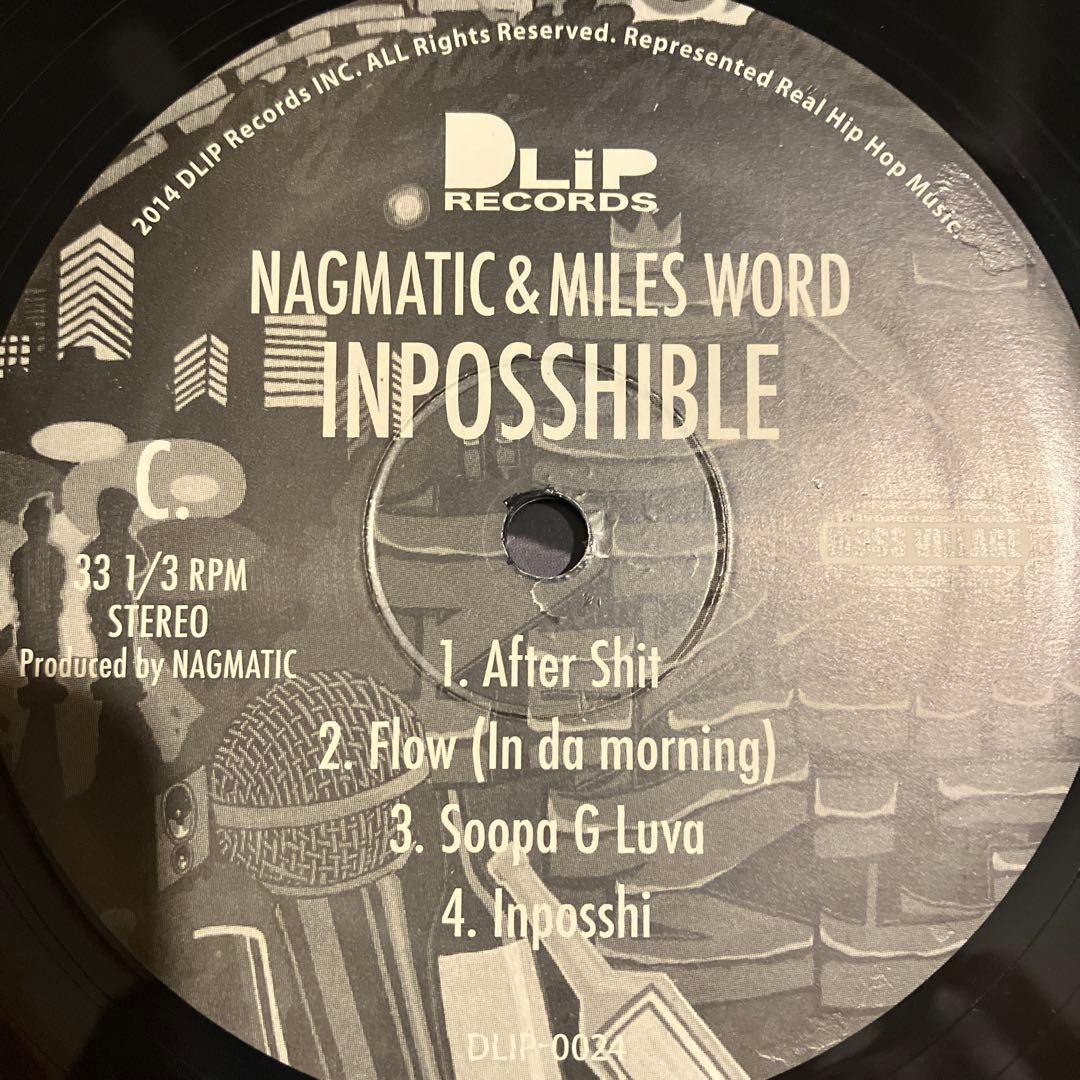 2014 DLIP Records INC. ALL Rights Reserved. Represented Real Hip Hop Music.
DLiP
RECORDS
NAGMATIC & MILES WORD
INPOSSHIBLE
C.
33 1/3 RPM
STEREO
Produced by NAGMATIC
1. After Shit
2. Flow (In da morning)
3. Soopa G Luva
4. Inposshi
DLIP-0024